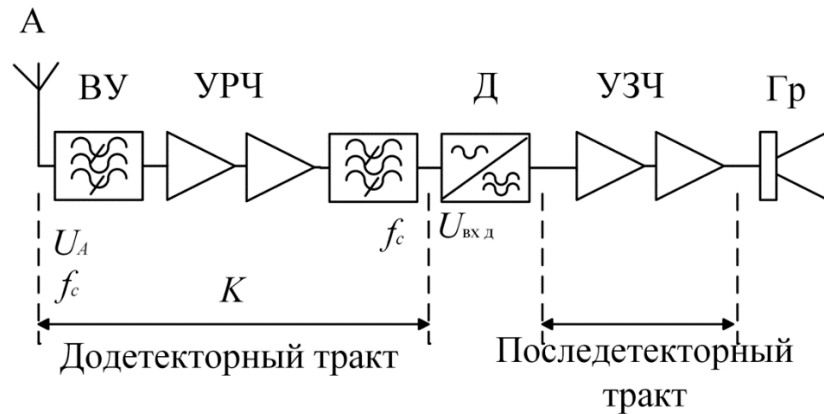 А
ВУ
УРЧ
Д
УЗЧ
Гр
U_A
f_c
f_c
U_вх д
K
Додетекторный тракт
Последетекторный
тракт